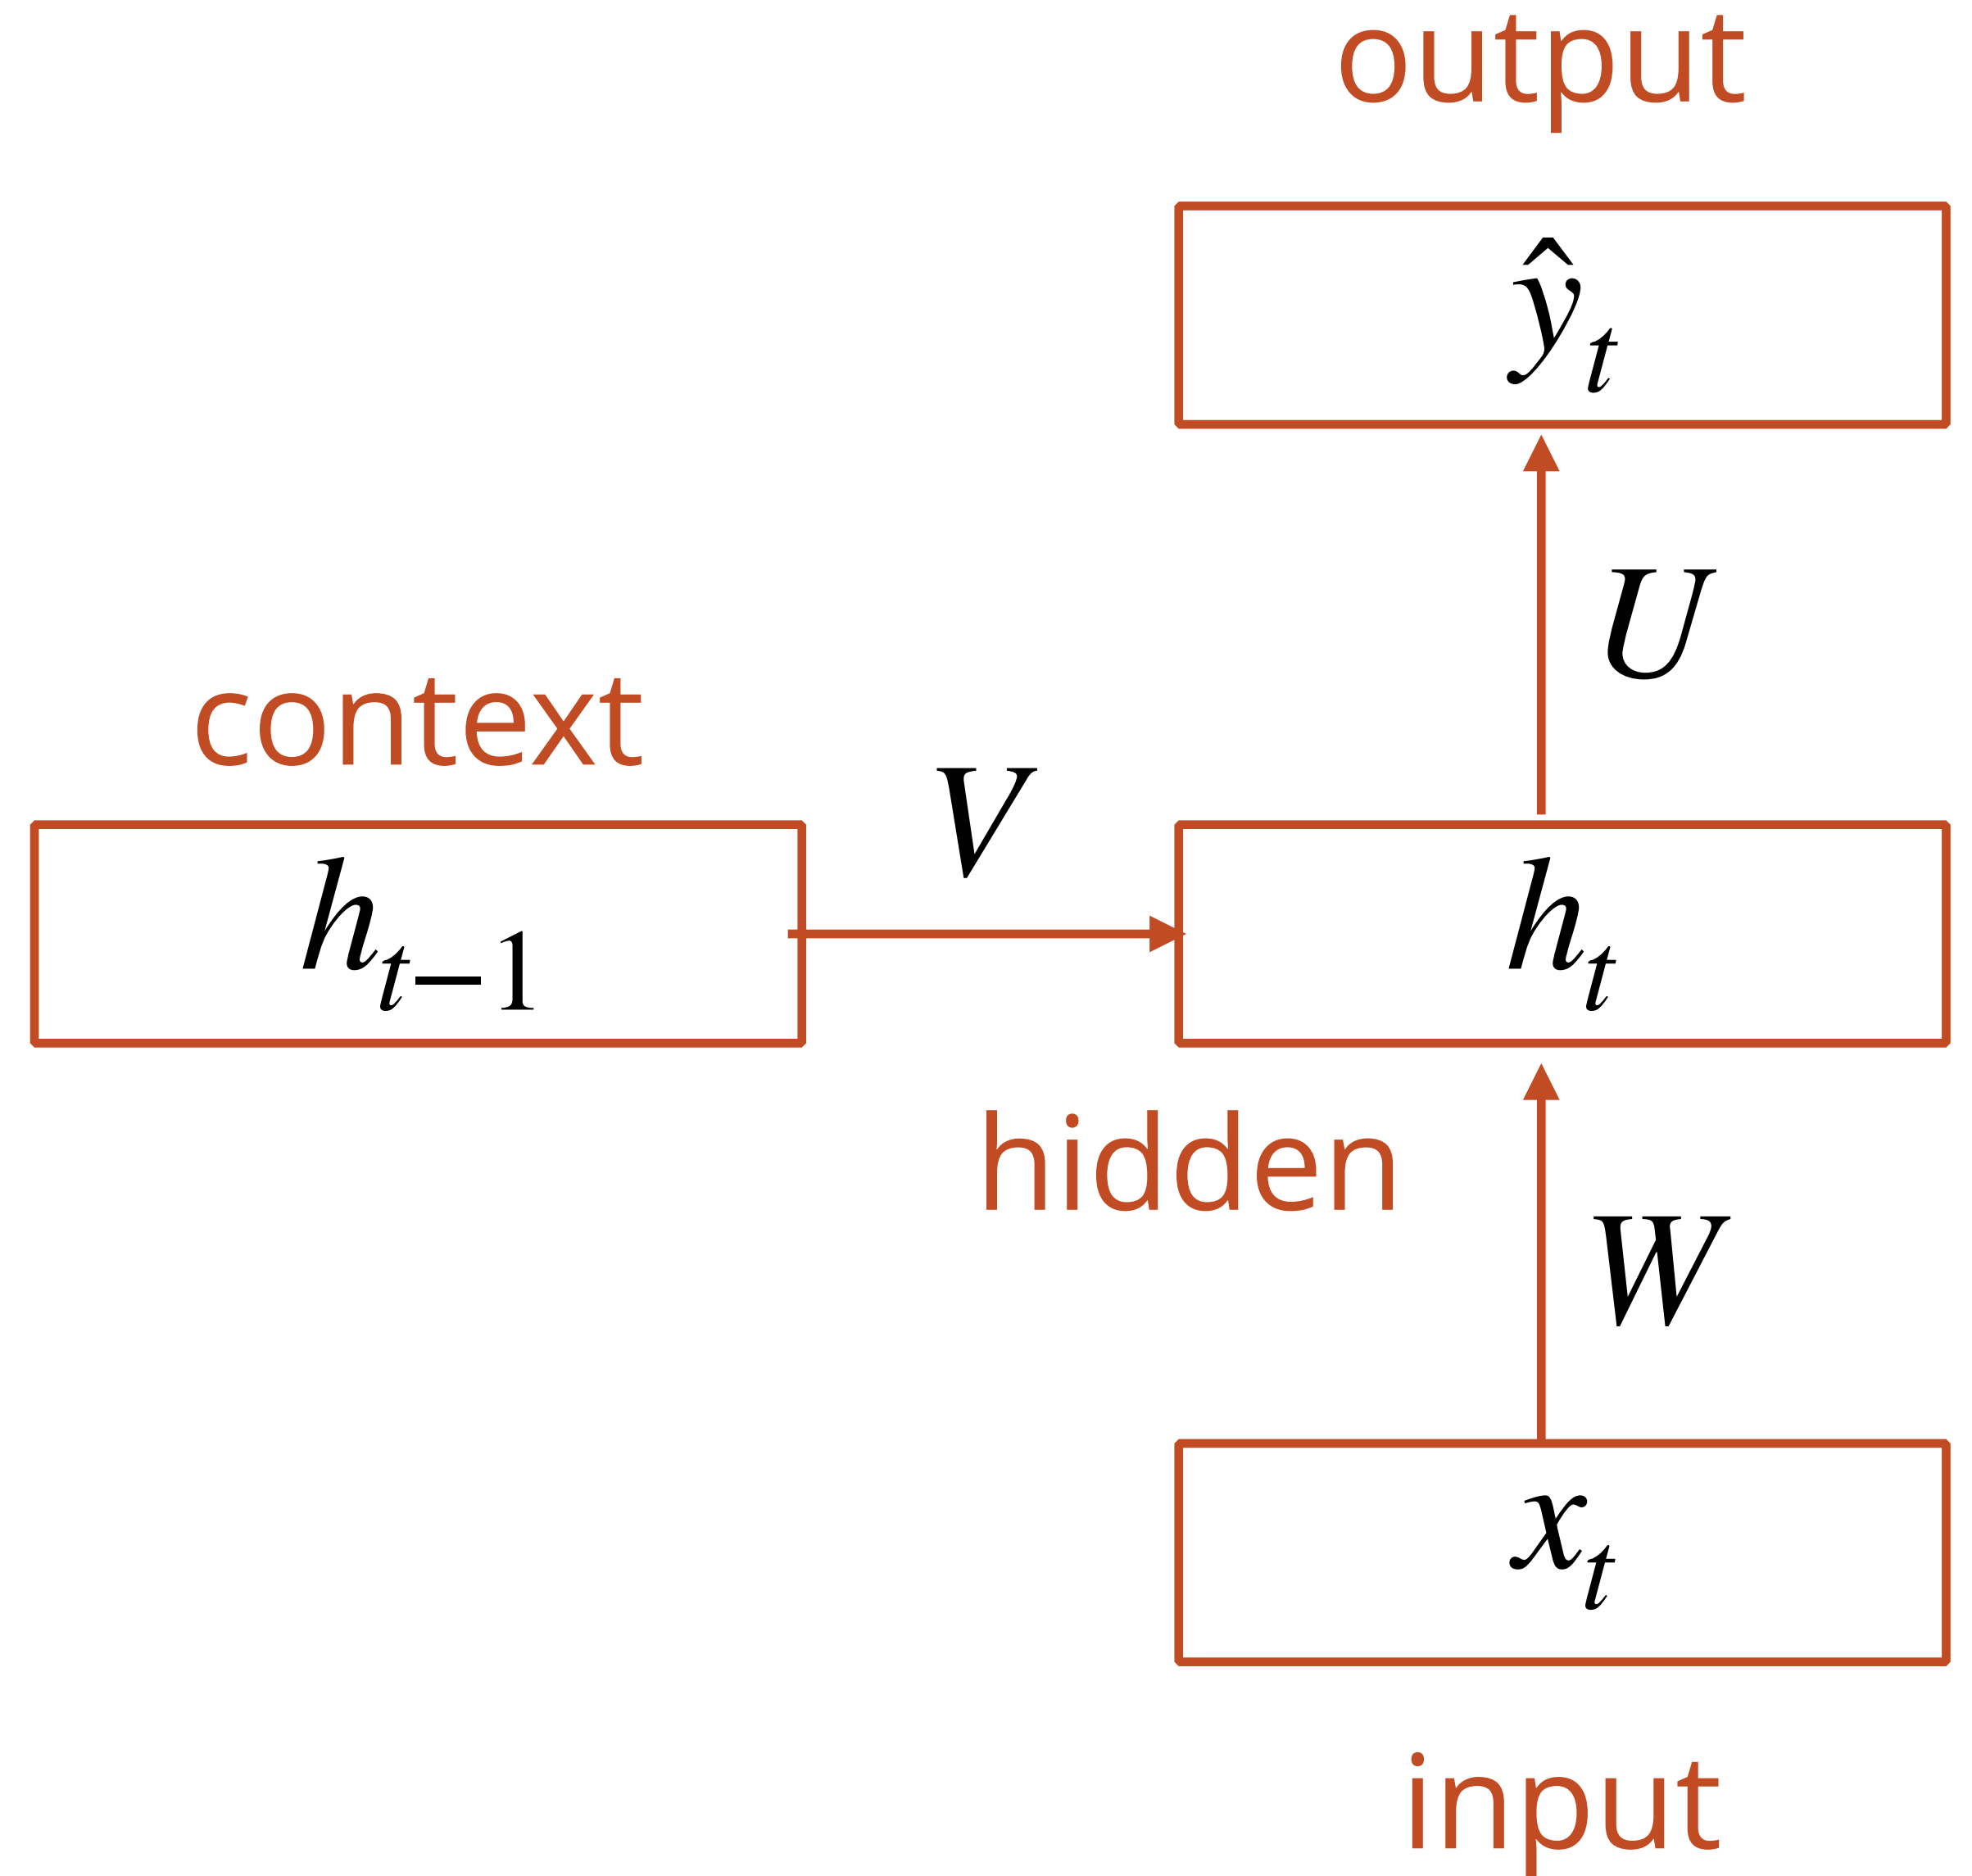 output
ŷ_t
U
context
V
h_{t−1}
h_t
hidden
W
x_t
input